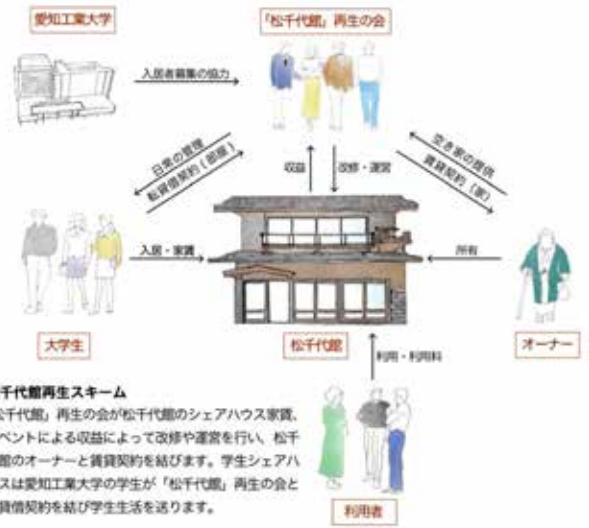 愛知工業大学
「松千代館」再生の会
入居者募集の協力
日常の管理
転貸借契約（部屋）
収益
改修・運営
空き家の提供
賃貸契約（家）
入居・家賃
所有
大学生
松千代館
オーナー
利用・利用料
千代館再生スキーム
公千代館」再生の会が松千代館のシェアハウス家賃、
ベントによる収益によって改修や運営を行い、松千
館のオーナーと賃貸契約を結びます。学生シェアハ
スは愛知工業大学の学生が「松千代館」再生の会と
貸借契約を結び学生生活を送ります。
利用者